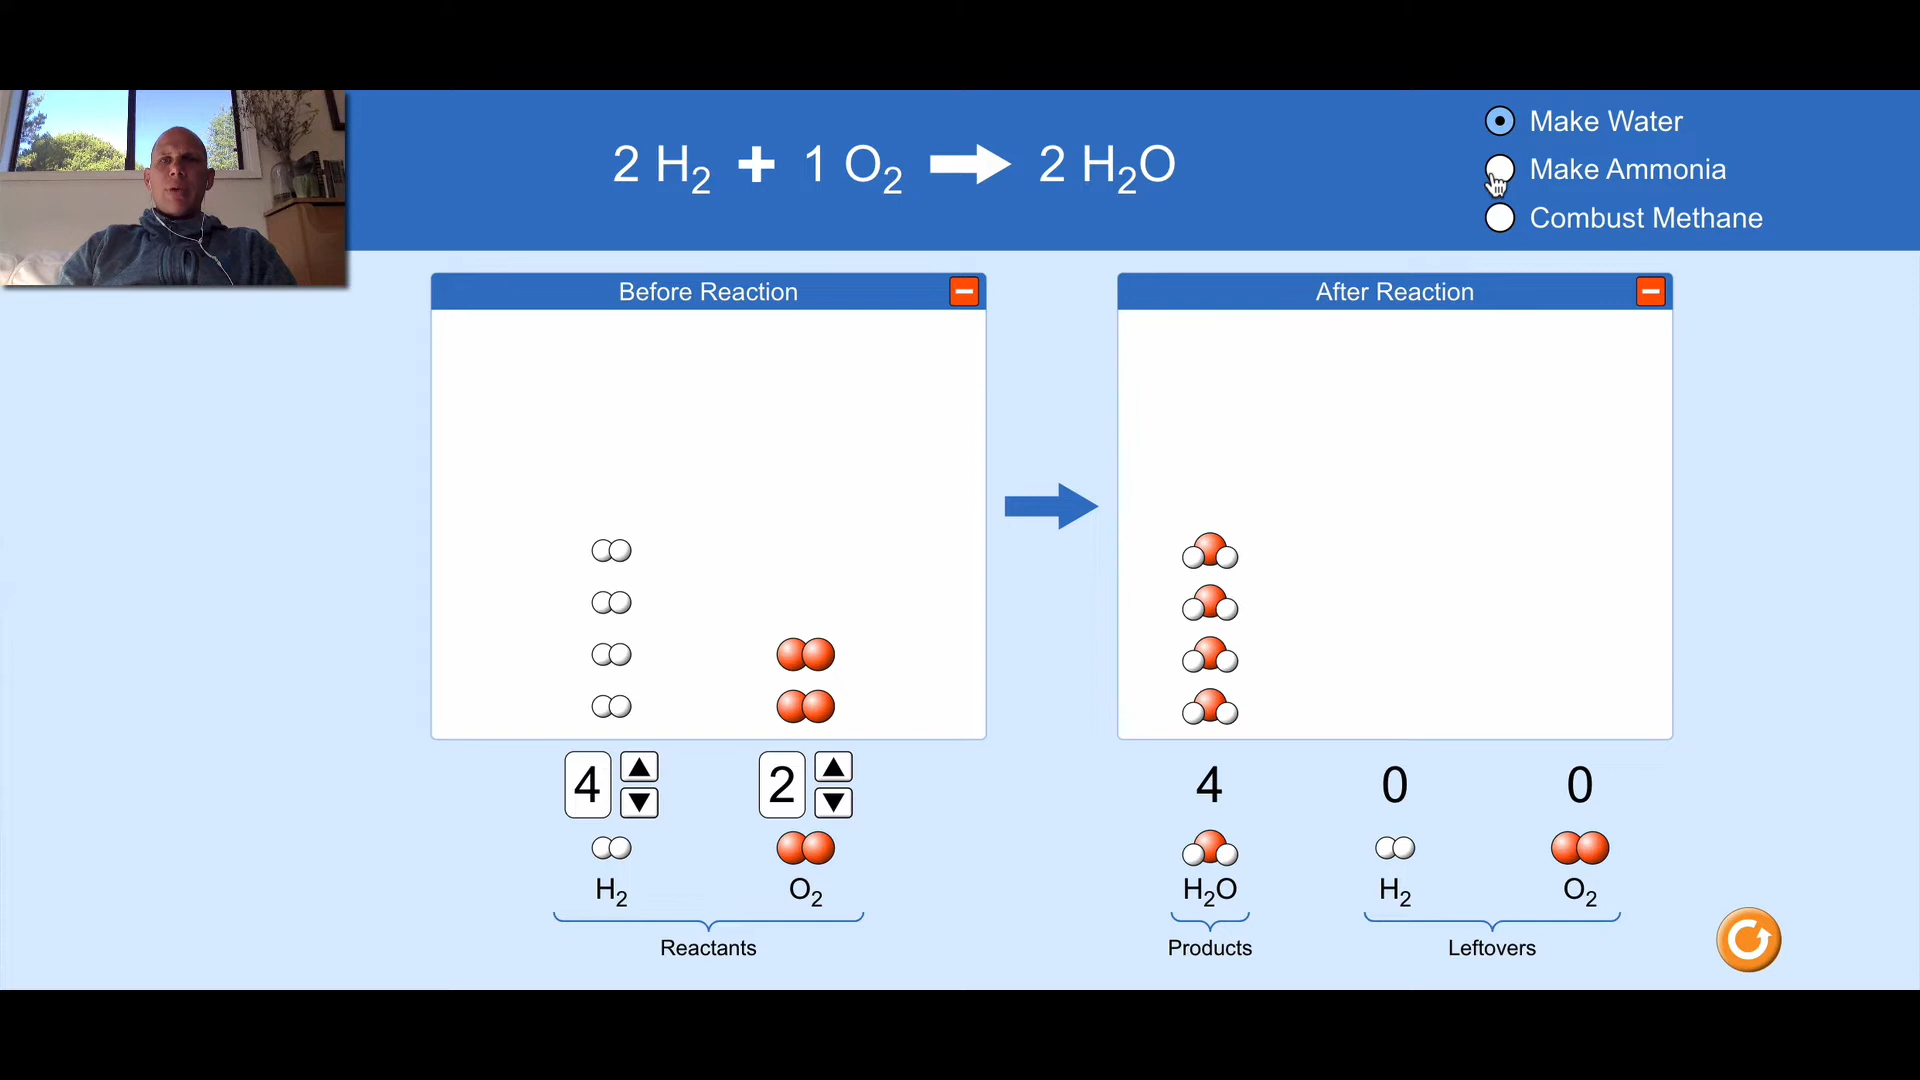 2 H₂ + 1 O₂ → 2 H₂O
Make Water
Make Ammonia
Combust Methane
Before Reaction
After Reaction
4
2
4
0
0
H₂
O₂
H₂O
H₂
O₂
Reactants
Products
Leftovers